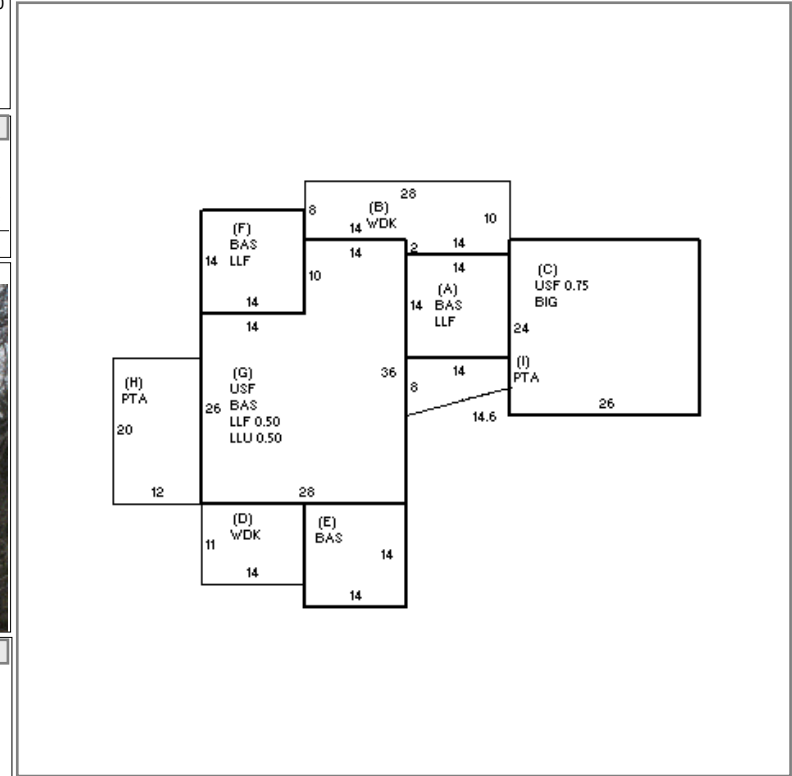 28
8
(B)
14 WDK
10
(F)
BAS
14 LLF
14
2
14
14
10
14
(C)
USF 0.75
BIG
(A)
14 BAS
LLF
24
14
14
36
8
14
(I)
PTA
(G)
USF
26 BAS
LLF 0.50
LLU 0.50
(H)
PTA
20
12
14.6
26
28
(D)
WDK
11
14
(E)
BAS
14
14